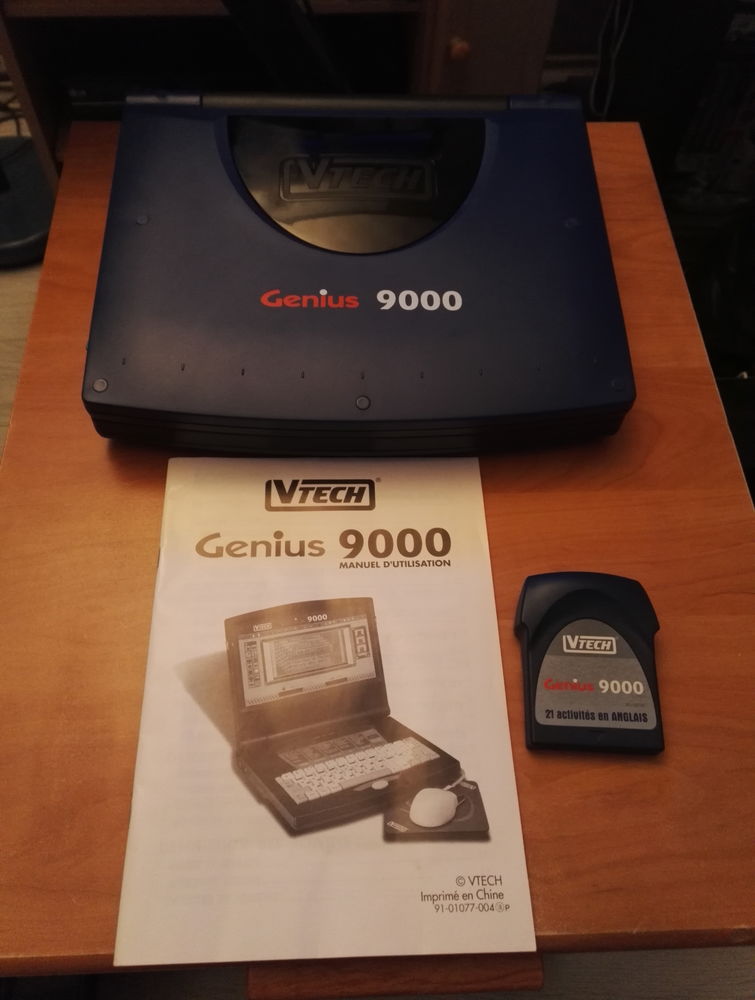 VTECH
Genius 9000
VTECH®
Genius 9000
MANUEL D'UTILISATION
VTECH
9000
VTECH
© VTECH
Imprimé en Chine
91-01077-004
VTECH
Genius 9000
21 activités en ANGLAIS